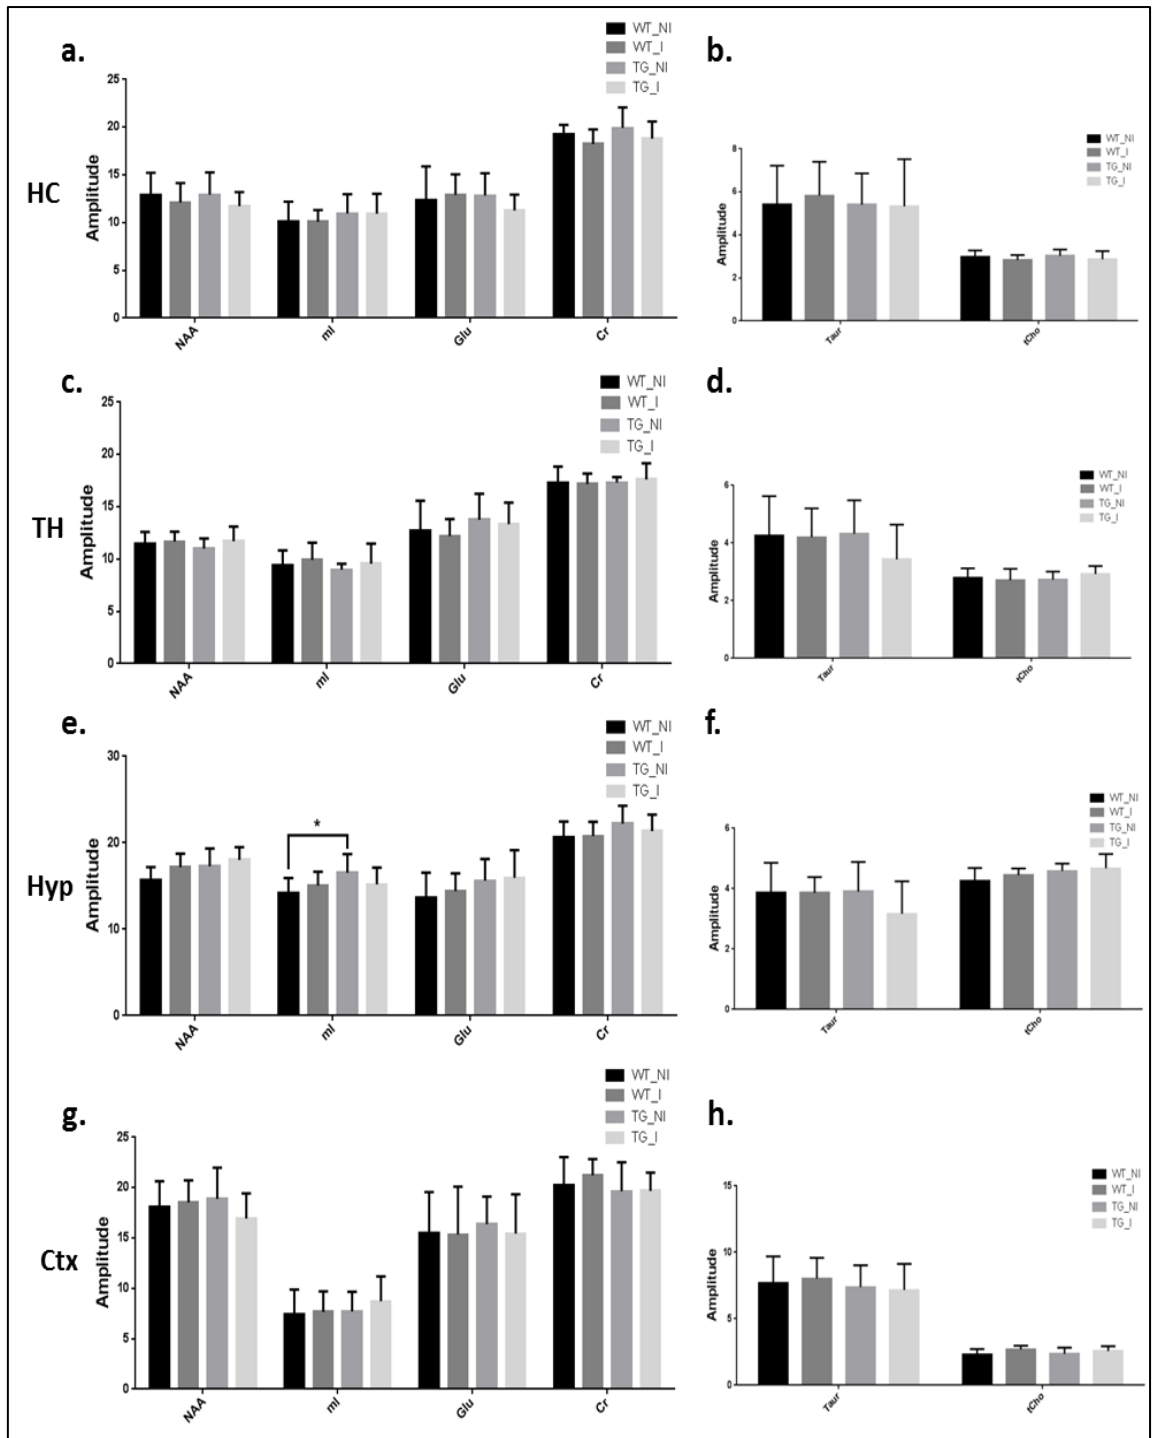 a.
WT_NI
WT_I
TG_NI
TG_I
HC
Amplitude
25
20
15
10
5
0
NAA
mI
Glu
Cr
b.
WT_NI
WT_I
TG_NI
TG_I
Amplitude
8
6
4
2
0
Taur
tCho
c.
WT_NI
WT_I
TG_NI
TG_I
TH
Amplitude
25
20
15
10
5
0
NAA
mI
Glu
Cr
d.
WT_NI
WT_I
TG_NI
TG_I
Amplitude
6
4
2
0
Taur
tCho
e.
WT_NI
WT_I
TG_NI
TG_I
Hyp
Amplitude
30
20
10
0
*
NAA
mI
Glu
Cr
f.
WT_NI
WT_I
TG_NI
TG_I
Amplitude
6
4
2
0
Taur
tCho
g.
WT_NI
WT_I
TG_NI
TG_I
Ctx
Amplitude
25
20
15
10
5
0
NAA
mI
Glu
Cr
h.
WT_NI
WT_I
TG_NI
TG_I
Amplitude
15
10
5
0
Taur
tCho